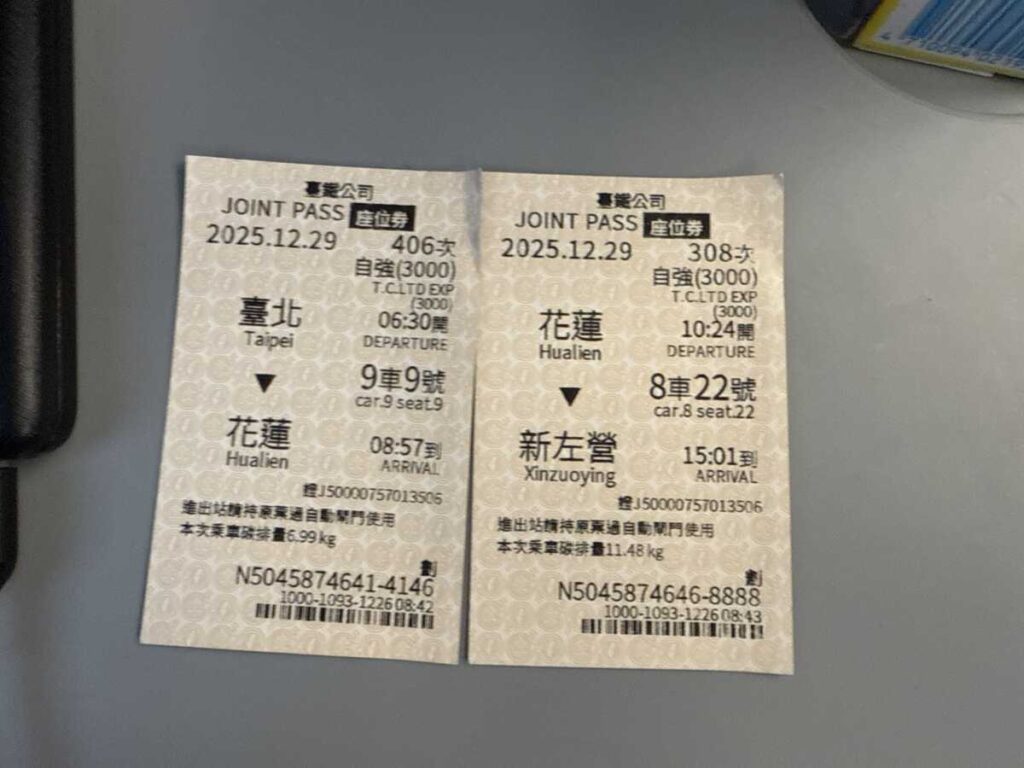 臺鐵公司
JOINT PASS 座位券
2025.12.29 406次
自強(3000)
T.C.LTD EXP
(3000)
臺北 06:30開
Taipei DEPARTURE
▼ 9車9號
car.9 seat.9
花蓮 08:57到
Hualien ARRIVAL
證J50000757013506
進出站請持原票過自動閘門使用
本次乘車碳排量6.99kg
劃
N5045874641-4146
1000-1093-1226 08:42
臺鐵公司
JOINT PASS 座位券
2025.12.29 308次
自強(3000)
T.C.LTD EXP
(3000)
花蓮 10:24開
Hualien DEPARTURE
▼ 8車22號
car.8 seat.22
新左營 15:01到
Xinzuoying ARRIVAL
證J50000757013506
進出站請持原票過自動閘門使用
本次乘車碳排量11.48kg
劃
N5045874646-8888
1000-1093-1226 08:43